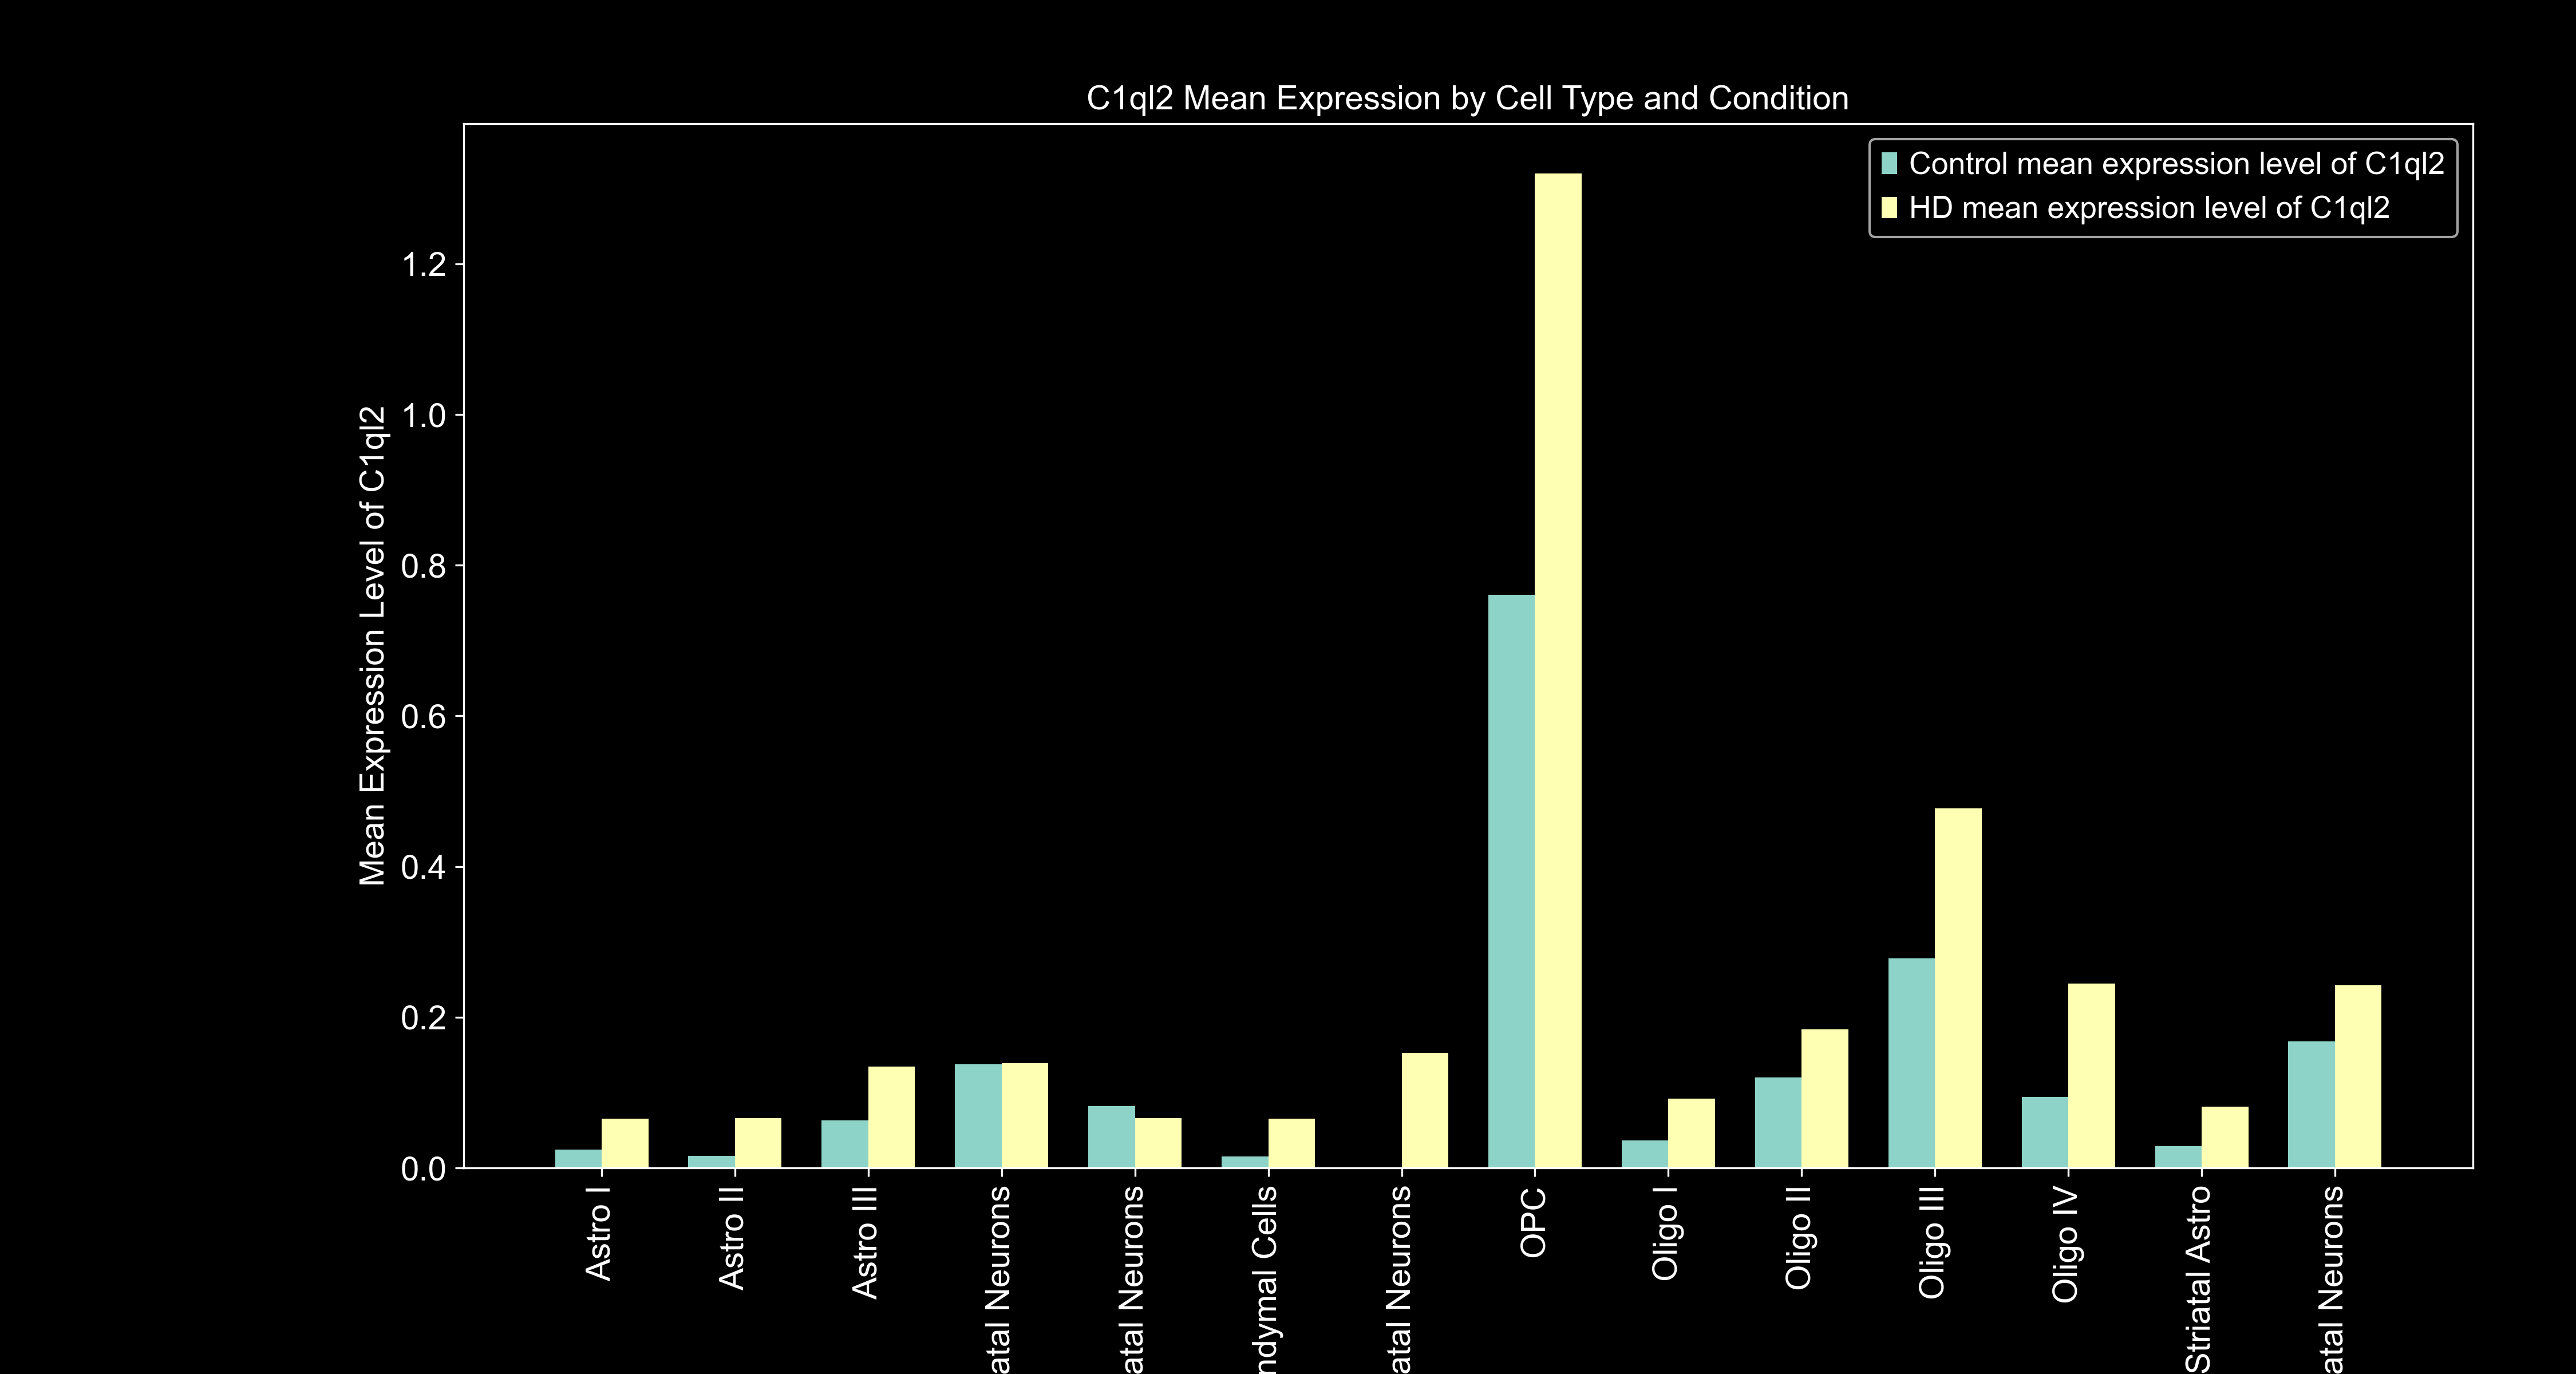 C1ql2 Mean Expression by Cell Type and Condition
Control mean expression level of C1ql2
HD mean expression level of C1ql2
Mean Expression Level of C1ql2
1.2
1.0
0.8
0.6
0.4
0.2
0.0
Astro I
Astro II
Astro III
atal Neurons
atal Neurons
ndymal Cells
atal Neurons
OPC
Oligo I
Oligo II
Oligo III
Oligo IV
Striatal Astro
atal Neurons